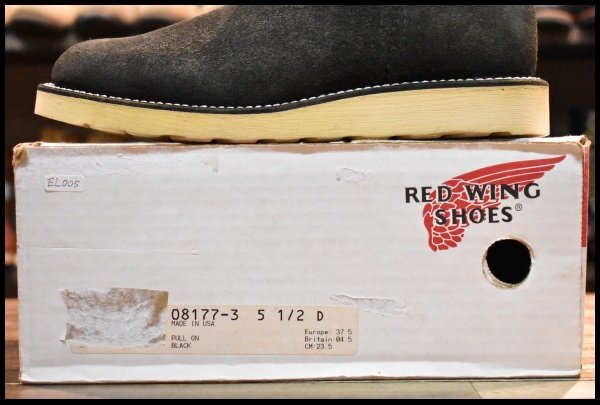 EL005
RED WING
SHOES®
08177-3 5 1/2 D
MADE IN USA
PULL ON
BLACK
Europe: 37.5
Britain: 04.5
CM: 23.5